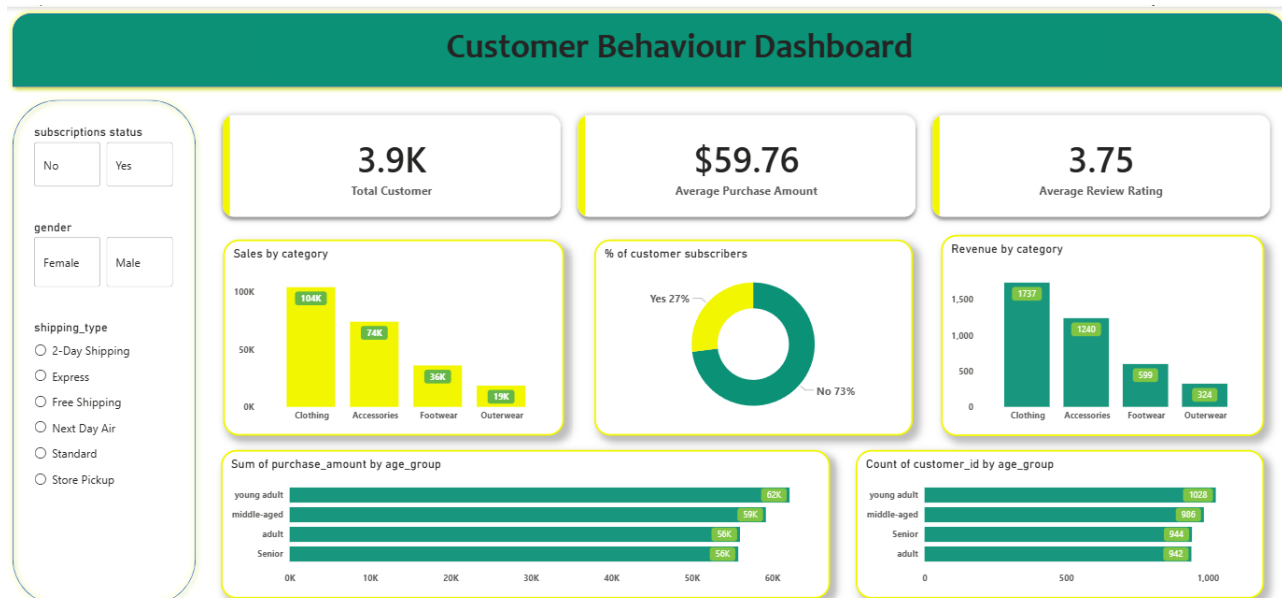 Customer Behaviour Dashboard
subscriptions status
No Yes
gender
Female Male
shipping_type
2-Day Shipping
Express
Free Shipping
Next Day Air
Standard
Store Pickup
3.9K
Total Customer
$59.76
Average Purchase Amount
3.75
Average Review Rating
Sales by category
100K
50K
0K
104K
74K
36K
19K
Clothing Accessories Footwear Outerwear
% of customer subscribers
Yes 27%
No 73%
Revenue by category
1,500
1,000
500
0
1737
1240
599
324
Clothing Accessories Footwear Outerwear
Sum of purchase_amount by age_group
young adult 62K
middle-aged 59K
adult 56K
Senior 56K
0K 10K 20K 30K 40K 50K 60K
Count of customer_id by age_group
young adult 1028
middle-aged 986
Senior 944
adult 942
0 500 1,000